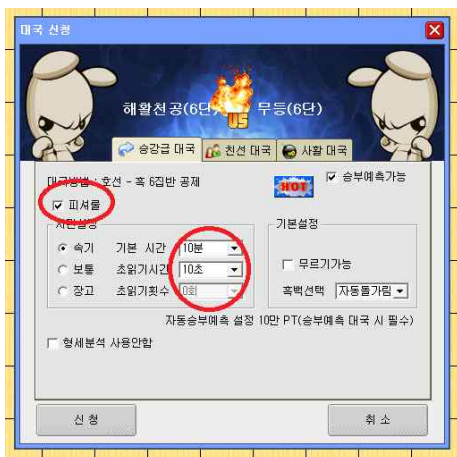 대국 신청
해활천공(6단) VS 무등(6단)
승강급 대국 친선 대국 사활 대국
대국방법 : 호선 - 흑 6집반 공제
HOT 승부예측가능
피셔룰
시간설정 기본설정
속기 기본 시간 10분
보통 초읽기시간 10초 무르기가능
장고 초읽기횟수 0회 흑백선택 자동돌가림
자동승부예측 설정 10만 PT(승부예측 대국 시 필수)
형세분석 사용안함
신 청 취 소